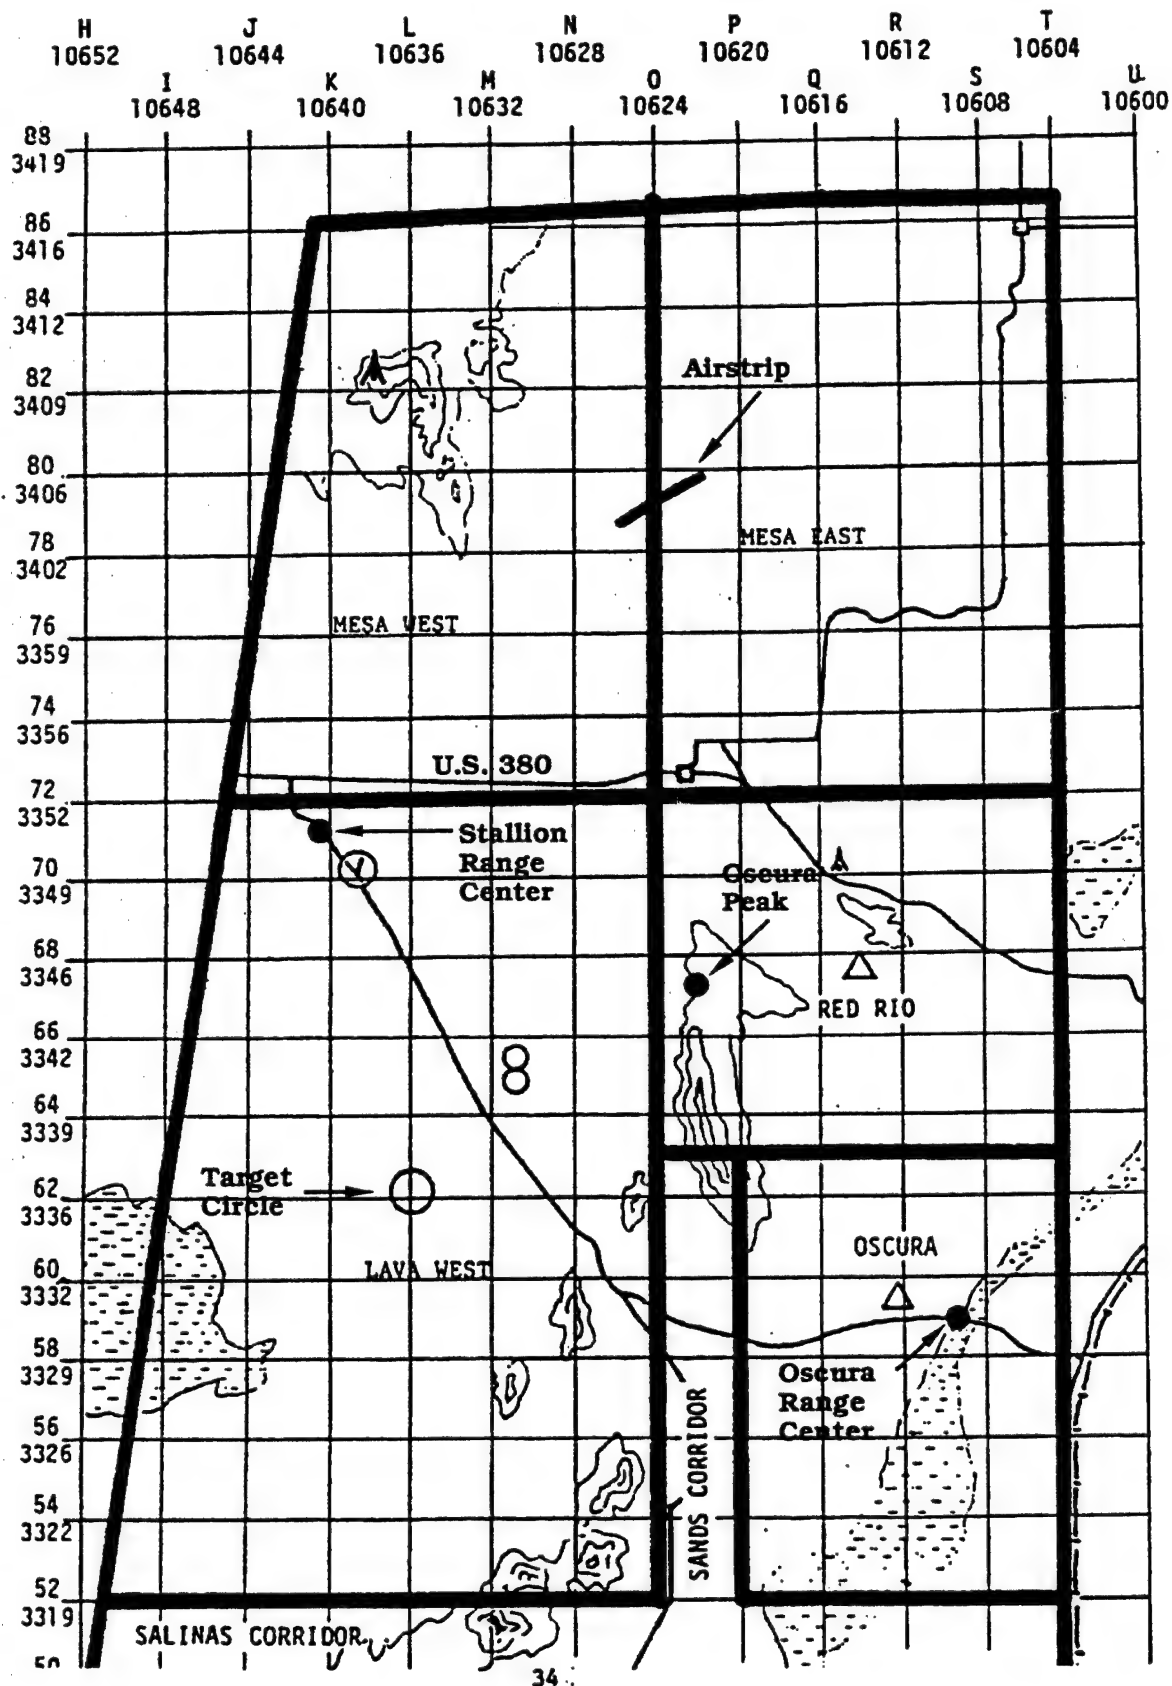 H J L N P R T
10652 10644 10636 10628 10620 10612 10604
I K M O Q S U
10648 10640 10632 10624 10616 10608 10600
88
3419
86
3416
84
3412
Airstrip
82
3409
80
3406
MESA EAST
78
3402
MESA WEST
76
3359
74
3356
U.S. 380
72
3352
Stallion
Range
Center
70
3349
Oscura
Peak
68
3346
RED RIO
66
3342
64
3339
Target
Circle
62
3336
OSCURA
LAVA WEST
60
3332
58
3329
Oscura
Range
Center
56
3326
SANDS CORRIDOR
54
3322
52
3319
SALINAS CORRIDOR
50
34